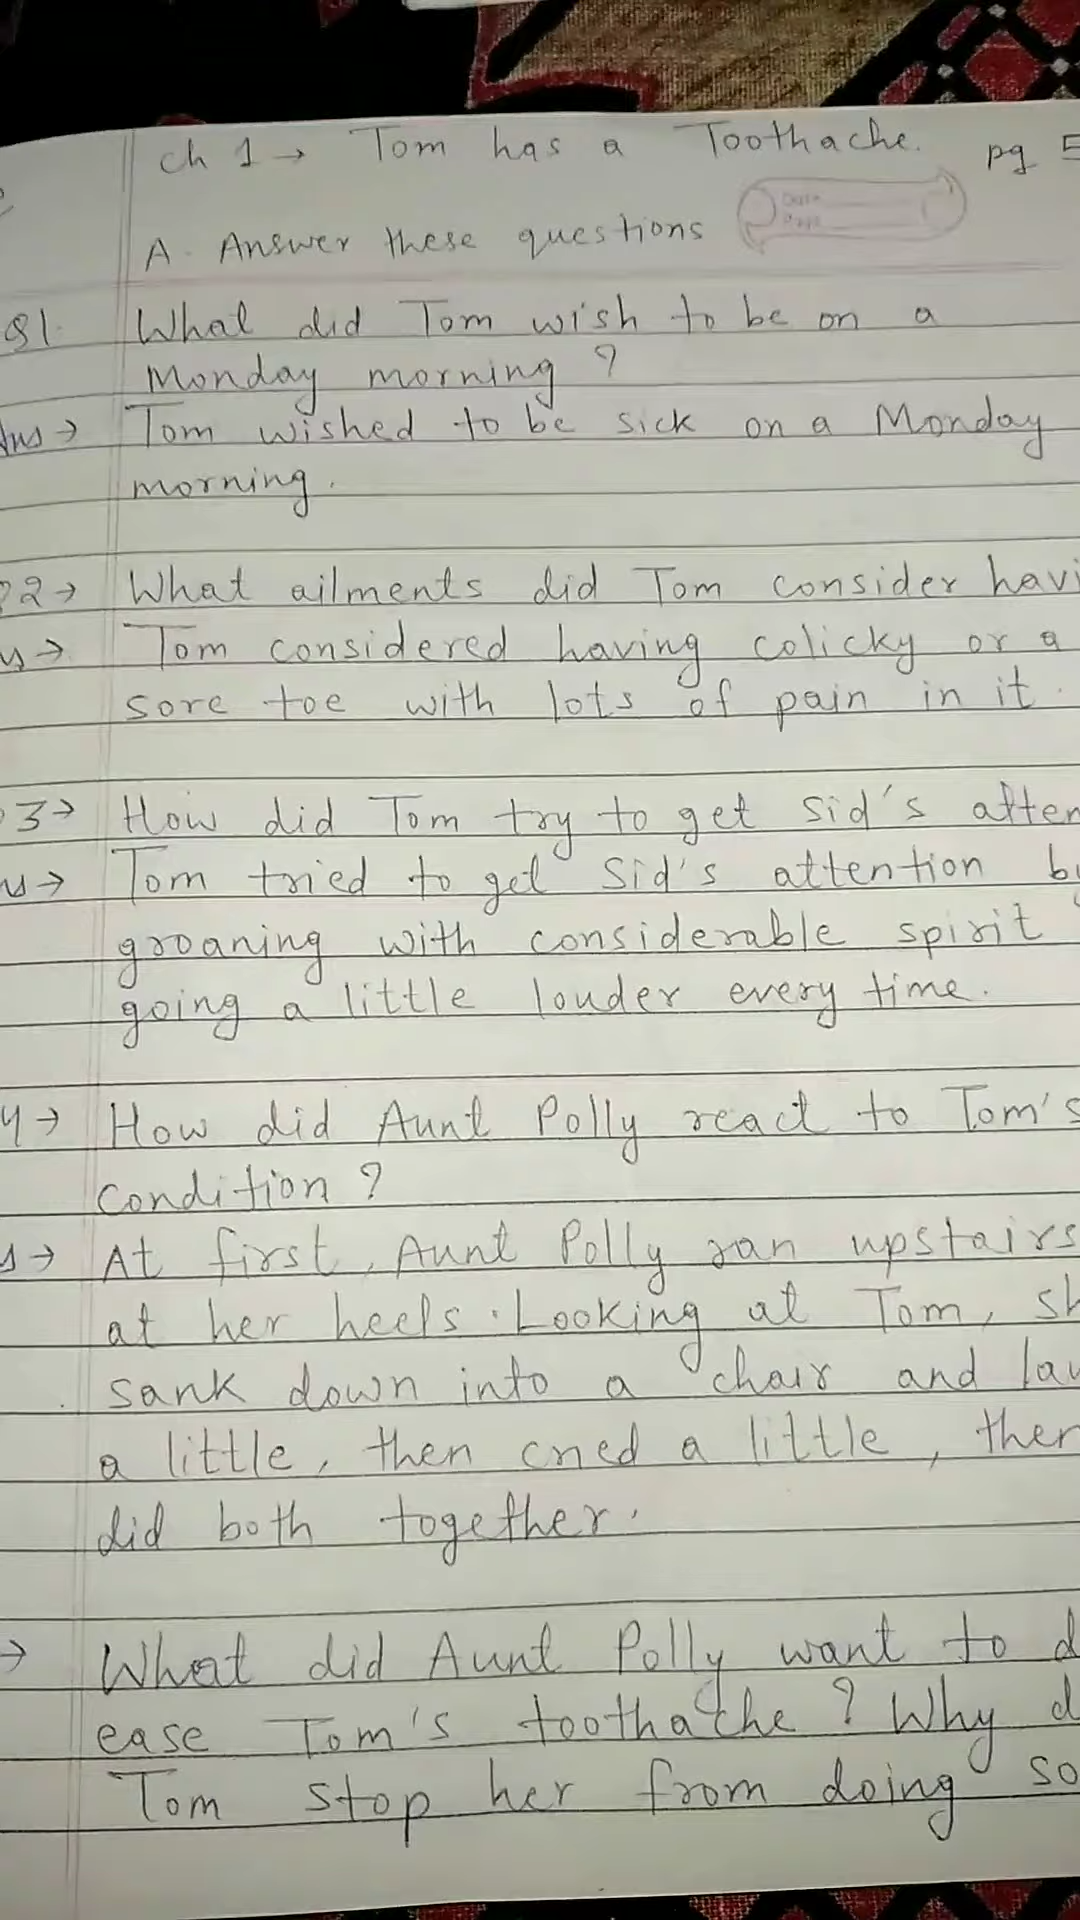 Ch 1 → Tom has a Toothache. pg 5
A. Answer these questions
Q1. What did Tom wish to be on a
Monday morning ?
Ans → Tom wished to be sick on a Monday
morning.
2 → What ailments did Tom consider havi
Tom considered having colicky or a
sore toe with lots of pain in it.
3 → How did Tom try to get Sid's atten
Tom tried to get Sid's attention by
groaning with considerable spirit
going a little louder every time.
4 → How did Aunt Polly react to Tom's
condition ?
At first, Aunt Polly ran upstairs
at her heels. Looking at Tom, sh
sank down into a chair and lau
a little, then cried a little, then
did both together.
→ What did Aunt Polly want to d
ease Tom's toothache ? Why d
Tom stop her from doing so